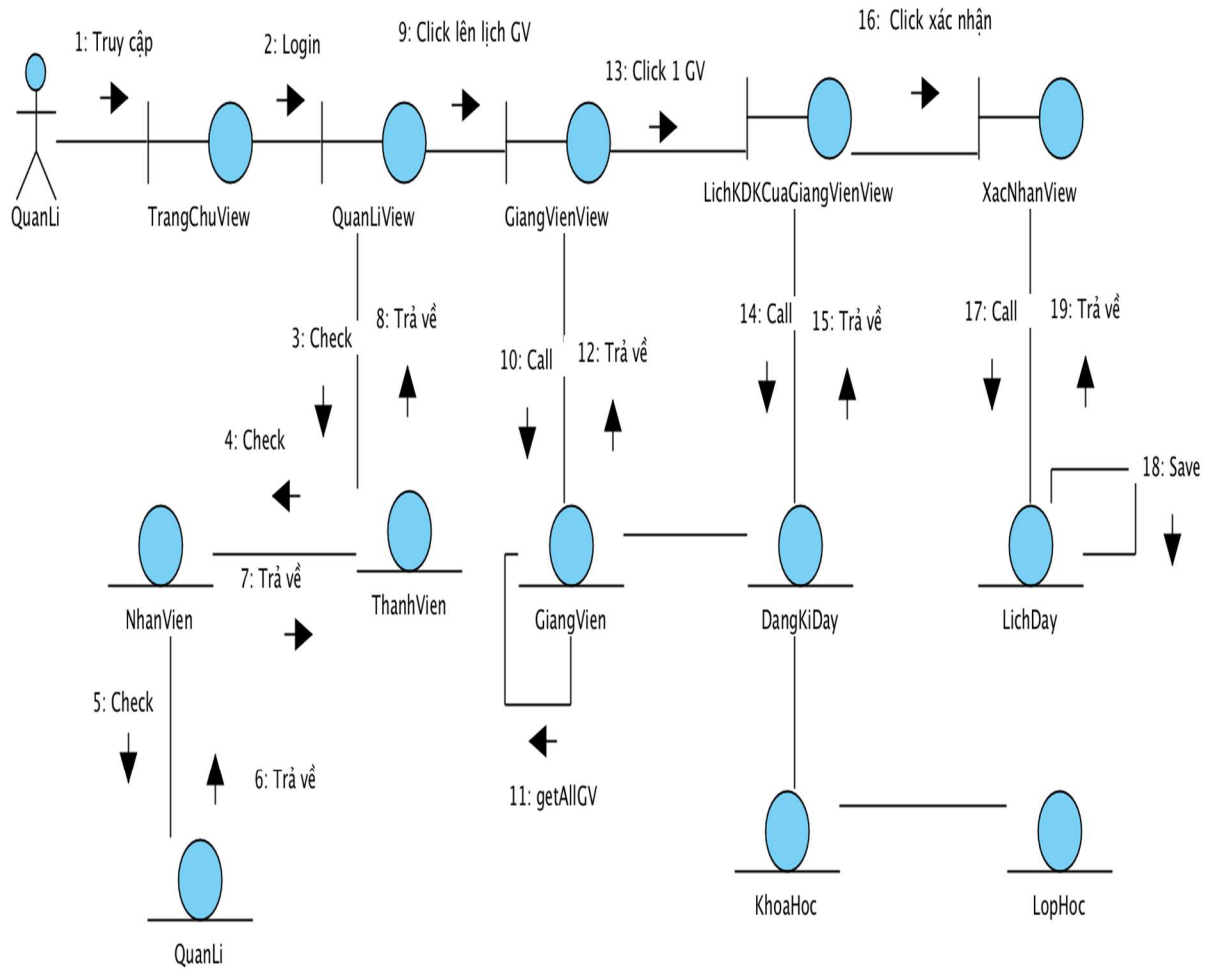 16: Click xác nhận
9: Click lên lịch GV
1: Truy cập
2: Login
13: Click 1 GV
QuanLi
TrangChuView
QuanLiView
GiangVienView
LichKDKCuaGiangVienView
XacNhanView
3: Check
8: Trả về
10: Call
12: Trả về
14: Call
15: Trả về
17: Call
19: Trả về
4: Check
18: Save
7: Trả về
NhanVien
ThanhVien
GiangVien
DangKiDay
LichDay
5: Check
6: Trả về
11: getAllGV
KhoaHoc
LopHoc
QuanLi